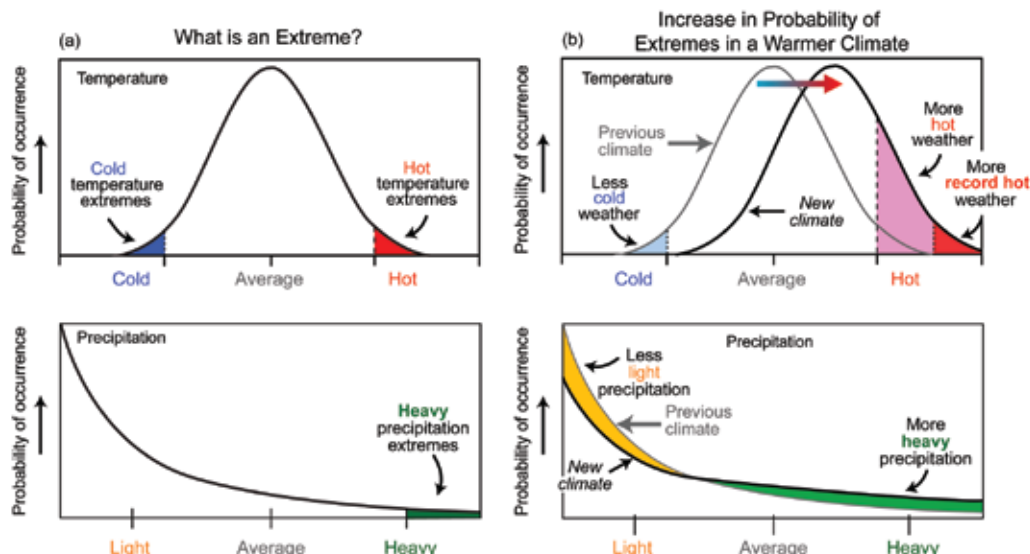 (a)
What is an Extreme?
Temperature
Probability of occurrence
Cold
temperature
extremes
Hot
temperature
extremes
Cold
Average
Hot
(b)
Increase in Probability of
Extremes in a Warmer Climate
Temperature
Probability of occurrence
Previous
climate
Less
cold
weather
New
climate
More
hot
weather
More
record hot
weather
Cold
Average
Hot
Precipitation
Probability of occurrence
Heavy
precipitation
extremes
Light
Average
Heavy
Precipitation
Probability of occurrence
Less
light
precipitation
Previous
climate
New
climate
More
heavy
precipitation
Light
Average
Heavy